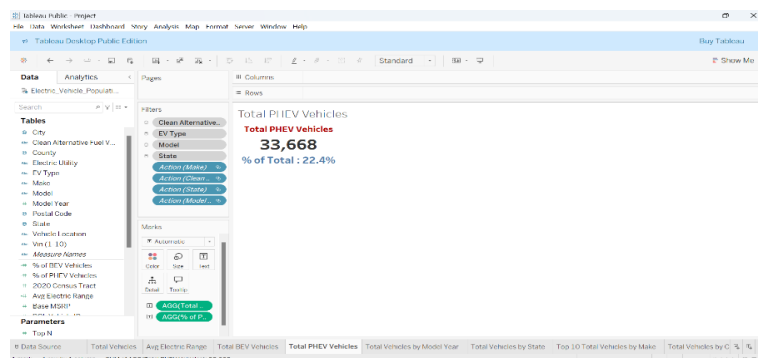 Tableau Public - Project
File Data Worksheet Dashboard Story Analysis Map Format Server Window Help
Tableau Desktop Public Edition
Buy Tableau
Standard
Show Me
Data Analytics
Electric_Vehicle_Populati...
Search
Tables
City
Clean Alternative Fuel V...
County
Electric Utility
EV Type
Make
Model
Model Year
Postal Code
State
Vehicle Location
Vin (1-10)
Measure Names
% of BEV Vehicles
% of PHEV Vehicles
2020 Census Tract
Avg Electric Range
Base MSRP
Parameters
Top N
Pages
Filters
Clean Alternative..
EV Type
Model
State
Action (Make)
Action (Clean ..
Action (State)
Action (Model ..
Marks
Automatic
Color Size Text
Detail Tooltip
AGG(Total ..
AGG(% of P..
Columns
Rows
Total PHEV Vehicles
Total PHEV Vehicles
33,668
% of Total : 22.4%
Data Source Total Vehicles Avg Electric Range Total BEV Vehicles Total PHEV Vehicles Total Vehicles by Model Year Total Vehicles by State Top 10 Total Vehicles by Make Total Vehicles by C